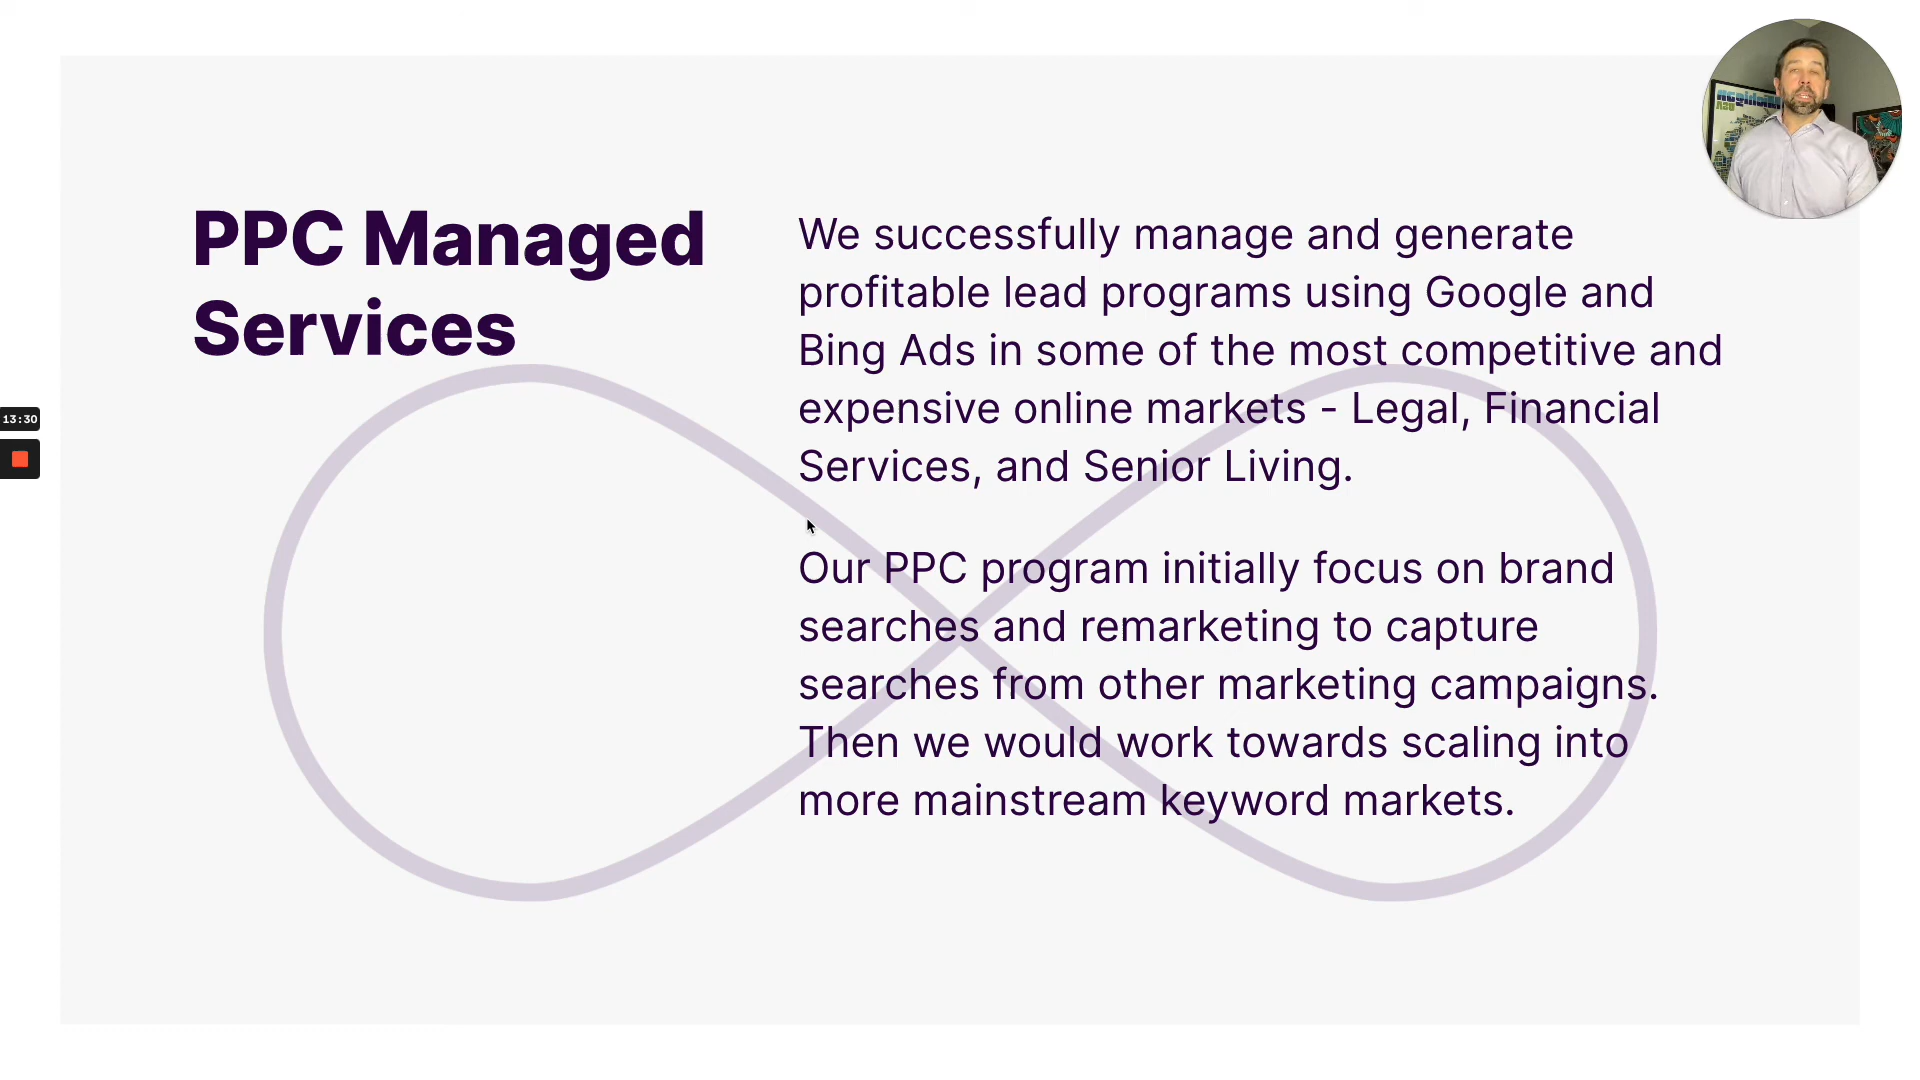 PPC Managed
Services
We successfully manage and generate
profitable lead programs using Google and
Bing Ads in some of the most competitive and
expensive online markets - Legal, Financial
Services, and Senior Living.
Our PPC program initially focus on brand
searches and remarketing to capture
searches from other marketing campaigns.
Then we would work towards scaling into
more mainstream keyword markets.
13:30